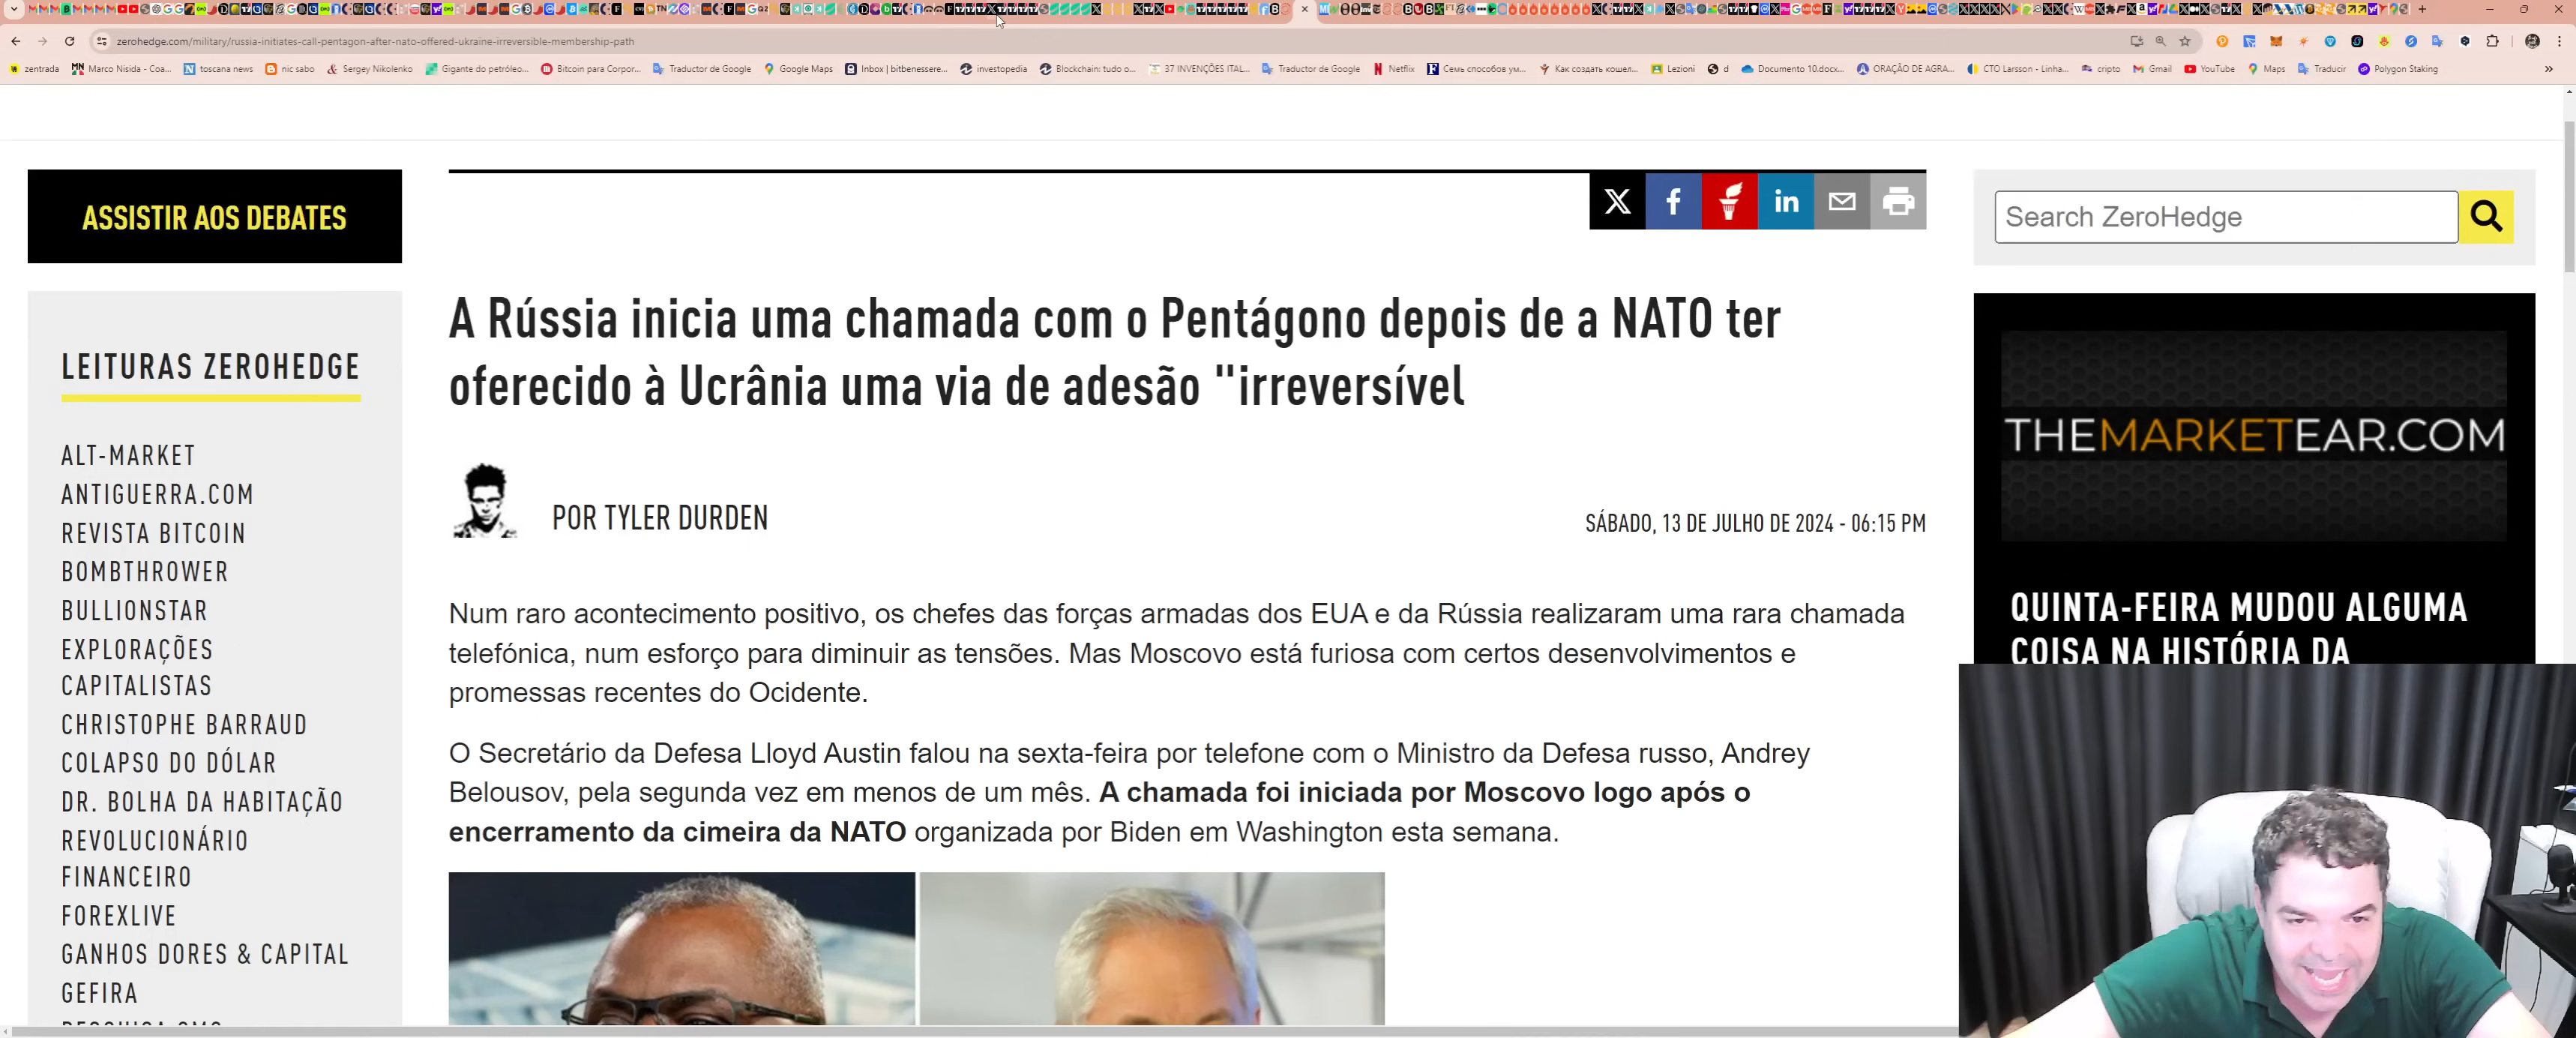 zerohedge.com/military/russia-initiates-call-pentagon-after-nato-offered-ukraine-irreversible-membership-path
zentrada
Marco Nisida - Coa...
toscana news
nic sabo
Sergey Nikolenko
Gigante do petróleo...
Bitcoin para Corpor...
Traductor de Google
Google Maps
Inbox | bitbenessere...
investopedia
Blockchain: tudo o...
37 INVENÇÕES ITAL...
Traductor de Google
Netflix
Семь способов ум...
Как создать кошел...
Lezioni
d
Documento 10.docx...
ORAÇÃO DE AGRA...
CTO Larsson - Linha...
cripto
Gmail
YouTube
Maps
Traducir
Polygon Staking
ASSISTIR AOS DEBATES
LEITURAS ZEROHEDGE
ALT-MARKET
ANTIGUERRA.COM
REVISTA BITCOIN
BOMBTHROWER
BULLIONSTAR
EXPLORAÇÕES
CAPITALISTAS
CHRISTOPHE BARRAUD
COLAPSO DO DÓLAR
DR. BOLHA DA HABITAÇÃO
REVOLUCIONÁRIO
FINANCEIRO
FOREXLIVE
GANHOS DORES & CAPITAL
GEFIRA
A Rússia inicia uma chamada com o Pentágono depois de a NATO ter
oferecido à Ucrânia uma via de adesão "irreversível
POR TYLER DURDEN
SÁBADO, 13 DE JULHO DE 2024 - 06:15 PM
Num raro acontecimento positivo, os chefes das forças armadas dos EUA e da Rússia realizaram uma rara chamada
telefónica, num esforço para diminuir as tensões. Mas Moscovo está furiosa com certos desenvolvimentos e
promessas recentes do Ocidente.
O Secretário da Defesa Lloyd Austin falou na sexta-feira por telefone com o Ministro da Defesa russo, Andrey
Belousov, pela segunda vez em menos de um mês. A chamada foi iniciada por Moscovo logo após o
encerramento da cimeira da NATO organizada por Biden em Washington esta semana.
Search ZeroHedge
THEMARKETEAR.COM
QUINTA-FEIRA MUDOU ALGUMA
COISA NA HISTÓRIA DA